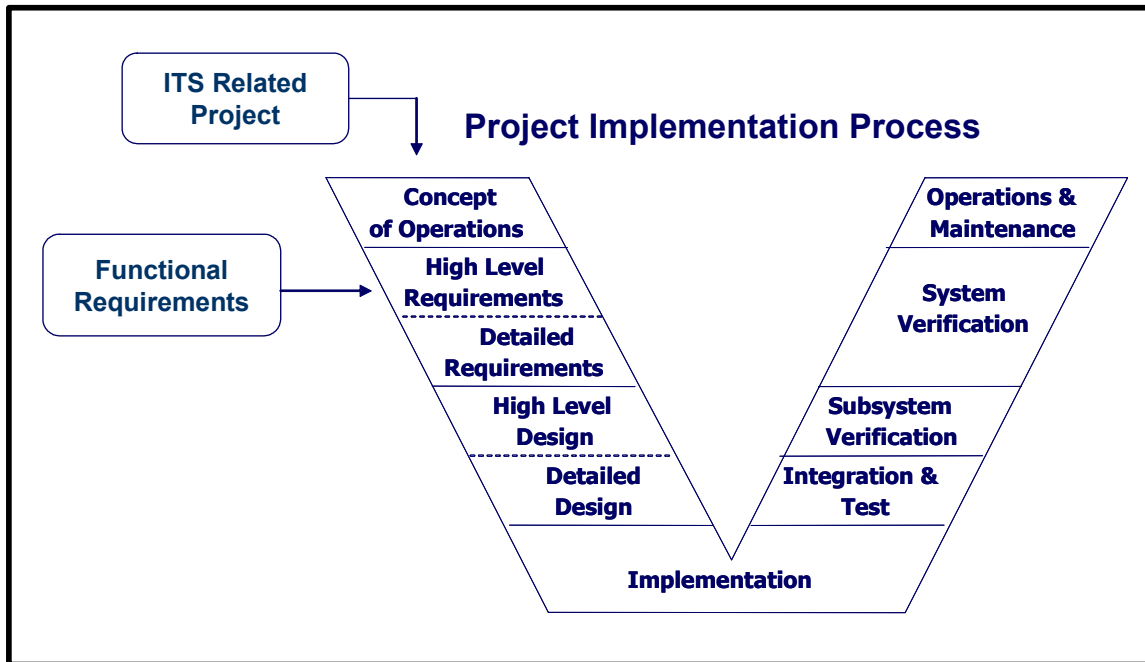 ITS Related
Project
Project Implementation Process
Functional
Requirements
Concept
of Operations
High Level
Requirements
Detailed
Requirements
High Level
Design
Detailed
Design
Implementation
Operations &
Maintenance
System
Verification
Subsystem
Verification
Integration &
Test